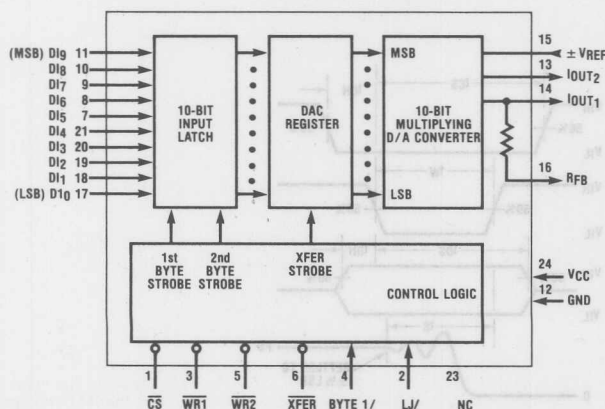 (MSB) DI9 11
DI8 10
DI7 9
DI6 8
DI5 7
DI4 21
DI3 20
DI2 19
DI1 18
(LSB) D10 17
10-BIT
INPUT
LATCH
DAC
REGISTER
MSB
10-BIT
MULTIPLYING
D/A CONVERTER
LSB
15
± VREF
13
IOUT2
14
IOUT1
16
RFB
1st
BYTE
STROBE
2nd
BYTE
STROBE
XFER
STROBE
CONTROL LOGIC
24
VCC
12
GND
1 3 5 6 4 2 23
CS WR1 WR2 XFER BYTE 1/ LJ/ NC